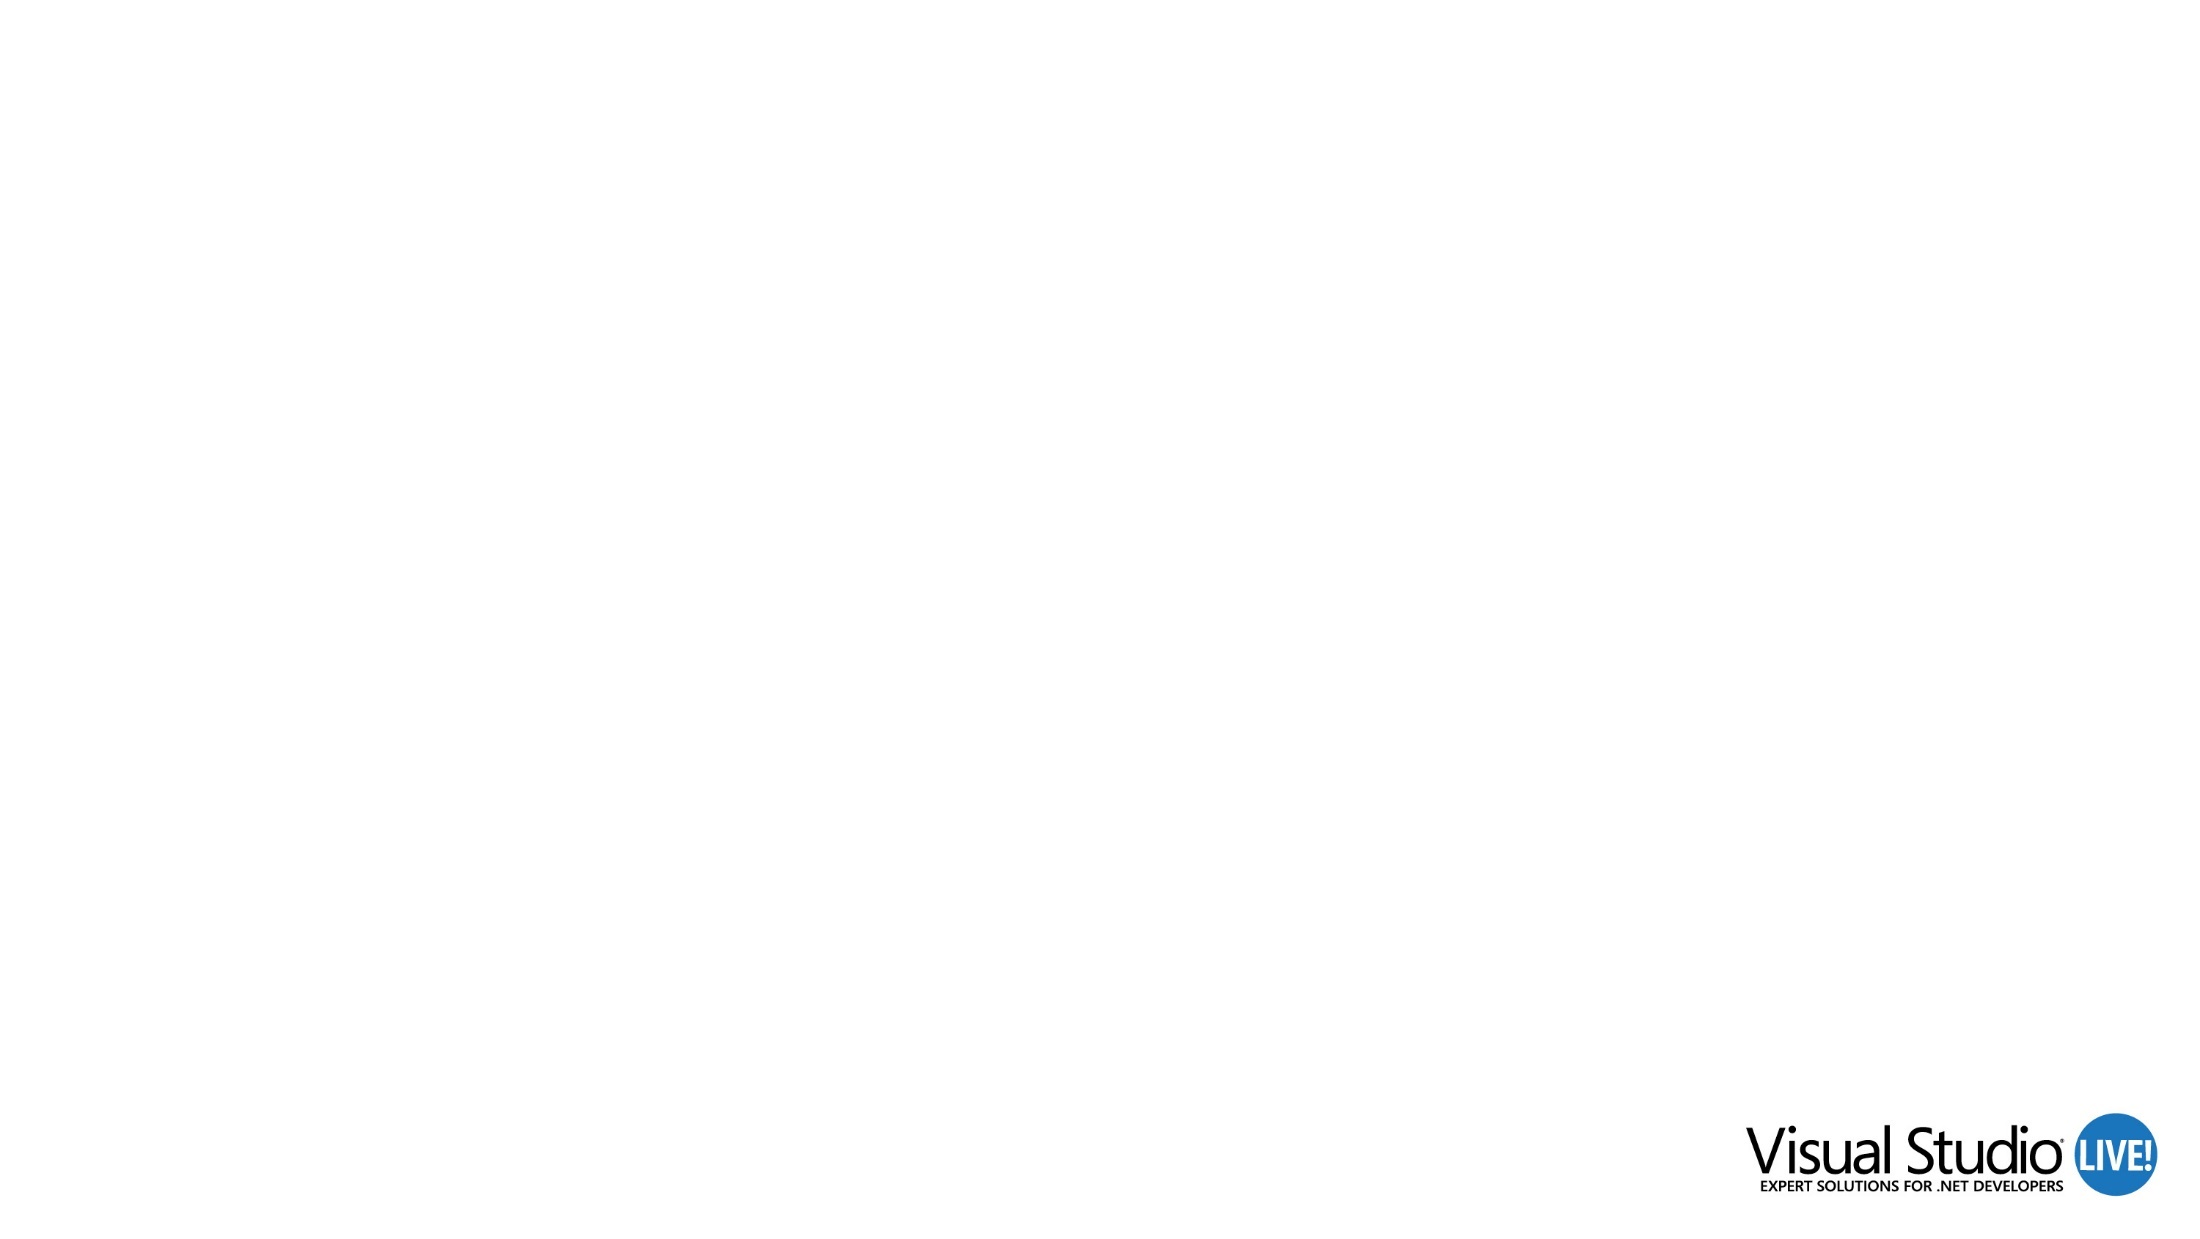 Visual Studio® LIVE!
EXPERT SOLUTIONS FOR .NET DEVELOPERS